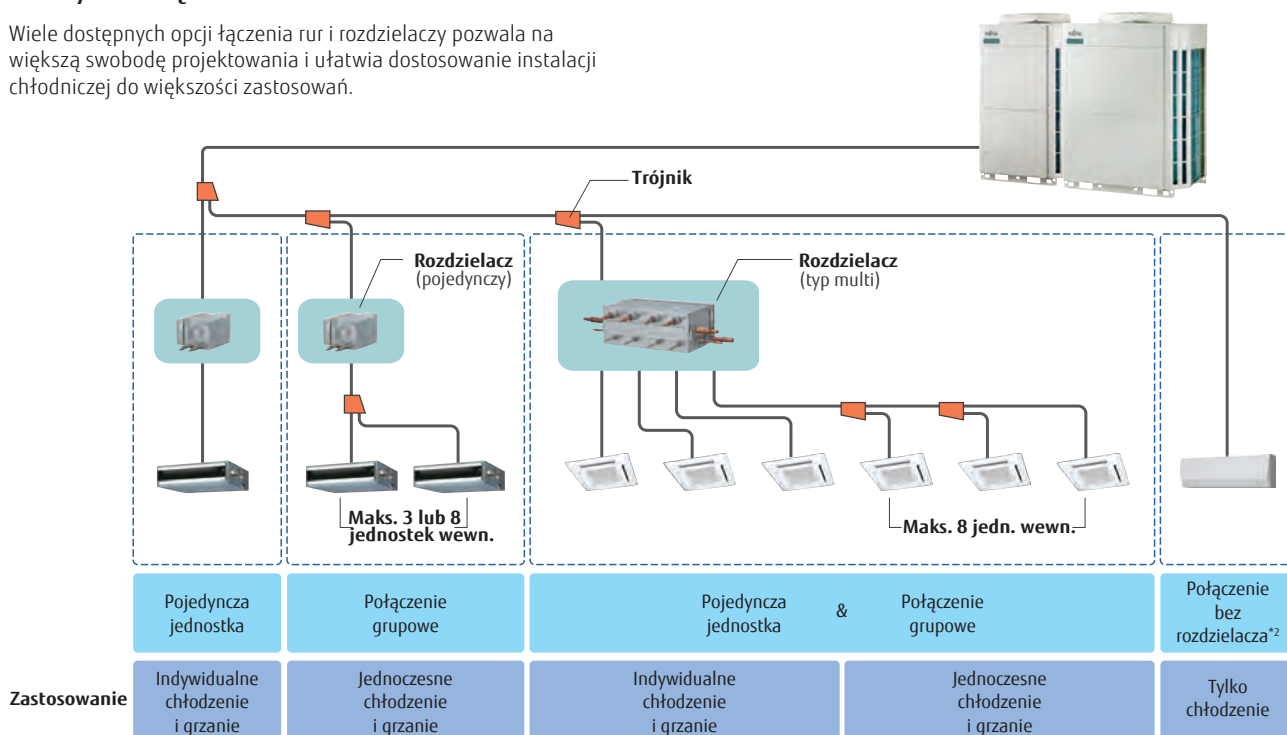 Wiele dostępnych opcji łączenia rur i rozdzielaczy pozwala na
większą swobodę projektowania i ułatwia dostosowanie instalacji
chłodniczej do większości zastosowań.
Trójnik
Rozdzielacz
(pojedynczy)
Rozdzielacz
(typ multi)
Maks. 3 lub 8
jednostek wewn.
Maks. 8 jedn. wewn.
Pojedyncza
jednostka
Połączenie
grupowe
Pojedyncza
jednostka
&
Połączenie
grupowe
Połączenie
bez
rozdzielacza*2
Zastosowanie
Indywidualne
chłodzenie
i grzanie
Jednoczesne
chłodzenie
i grzanie
Indywidualne
chłodzenie
i grzanie
Jednoczesne
chłodzenie
i grzanie
Tylko
chłodzenie